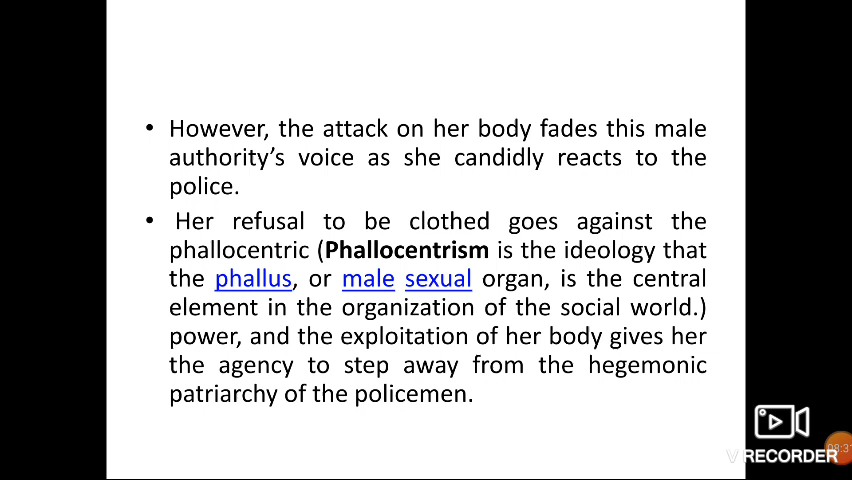 • However, the attack on her body fades this male
authority’s voice as she candidly reacts to the
police.
• Her refusal to be clothed goes against the
phallocentric (Phallocentrism is the ideology that
the phallus, or male sexual organ, is the central
element in the organization of the social world.)
power, and the exploitation of her body gives her
the agency to step away from the hegemonic
patriarchy of the policemen.
08:31
V RECORDER